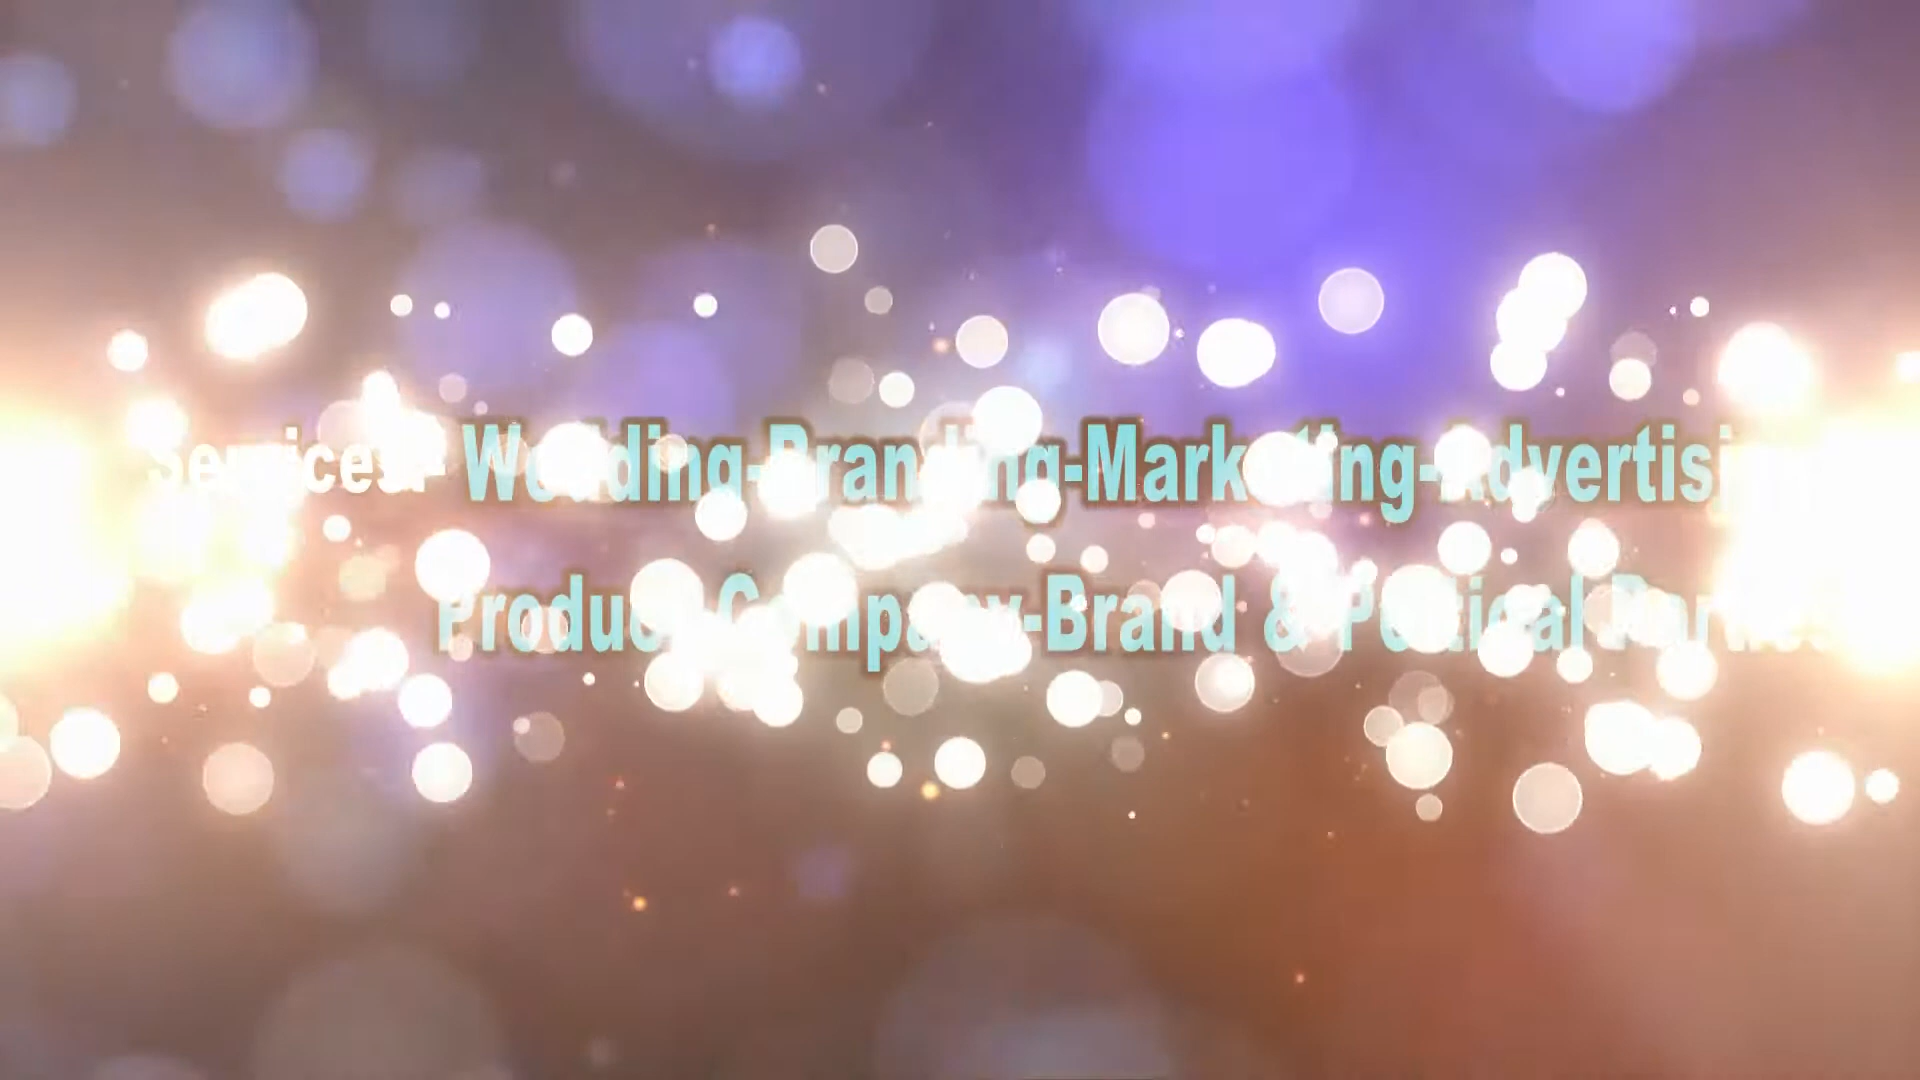 Services:- Wedding-Branding-Marketing-Advertising
Product-Company-Brand & Political Parties